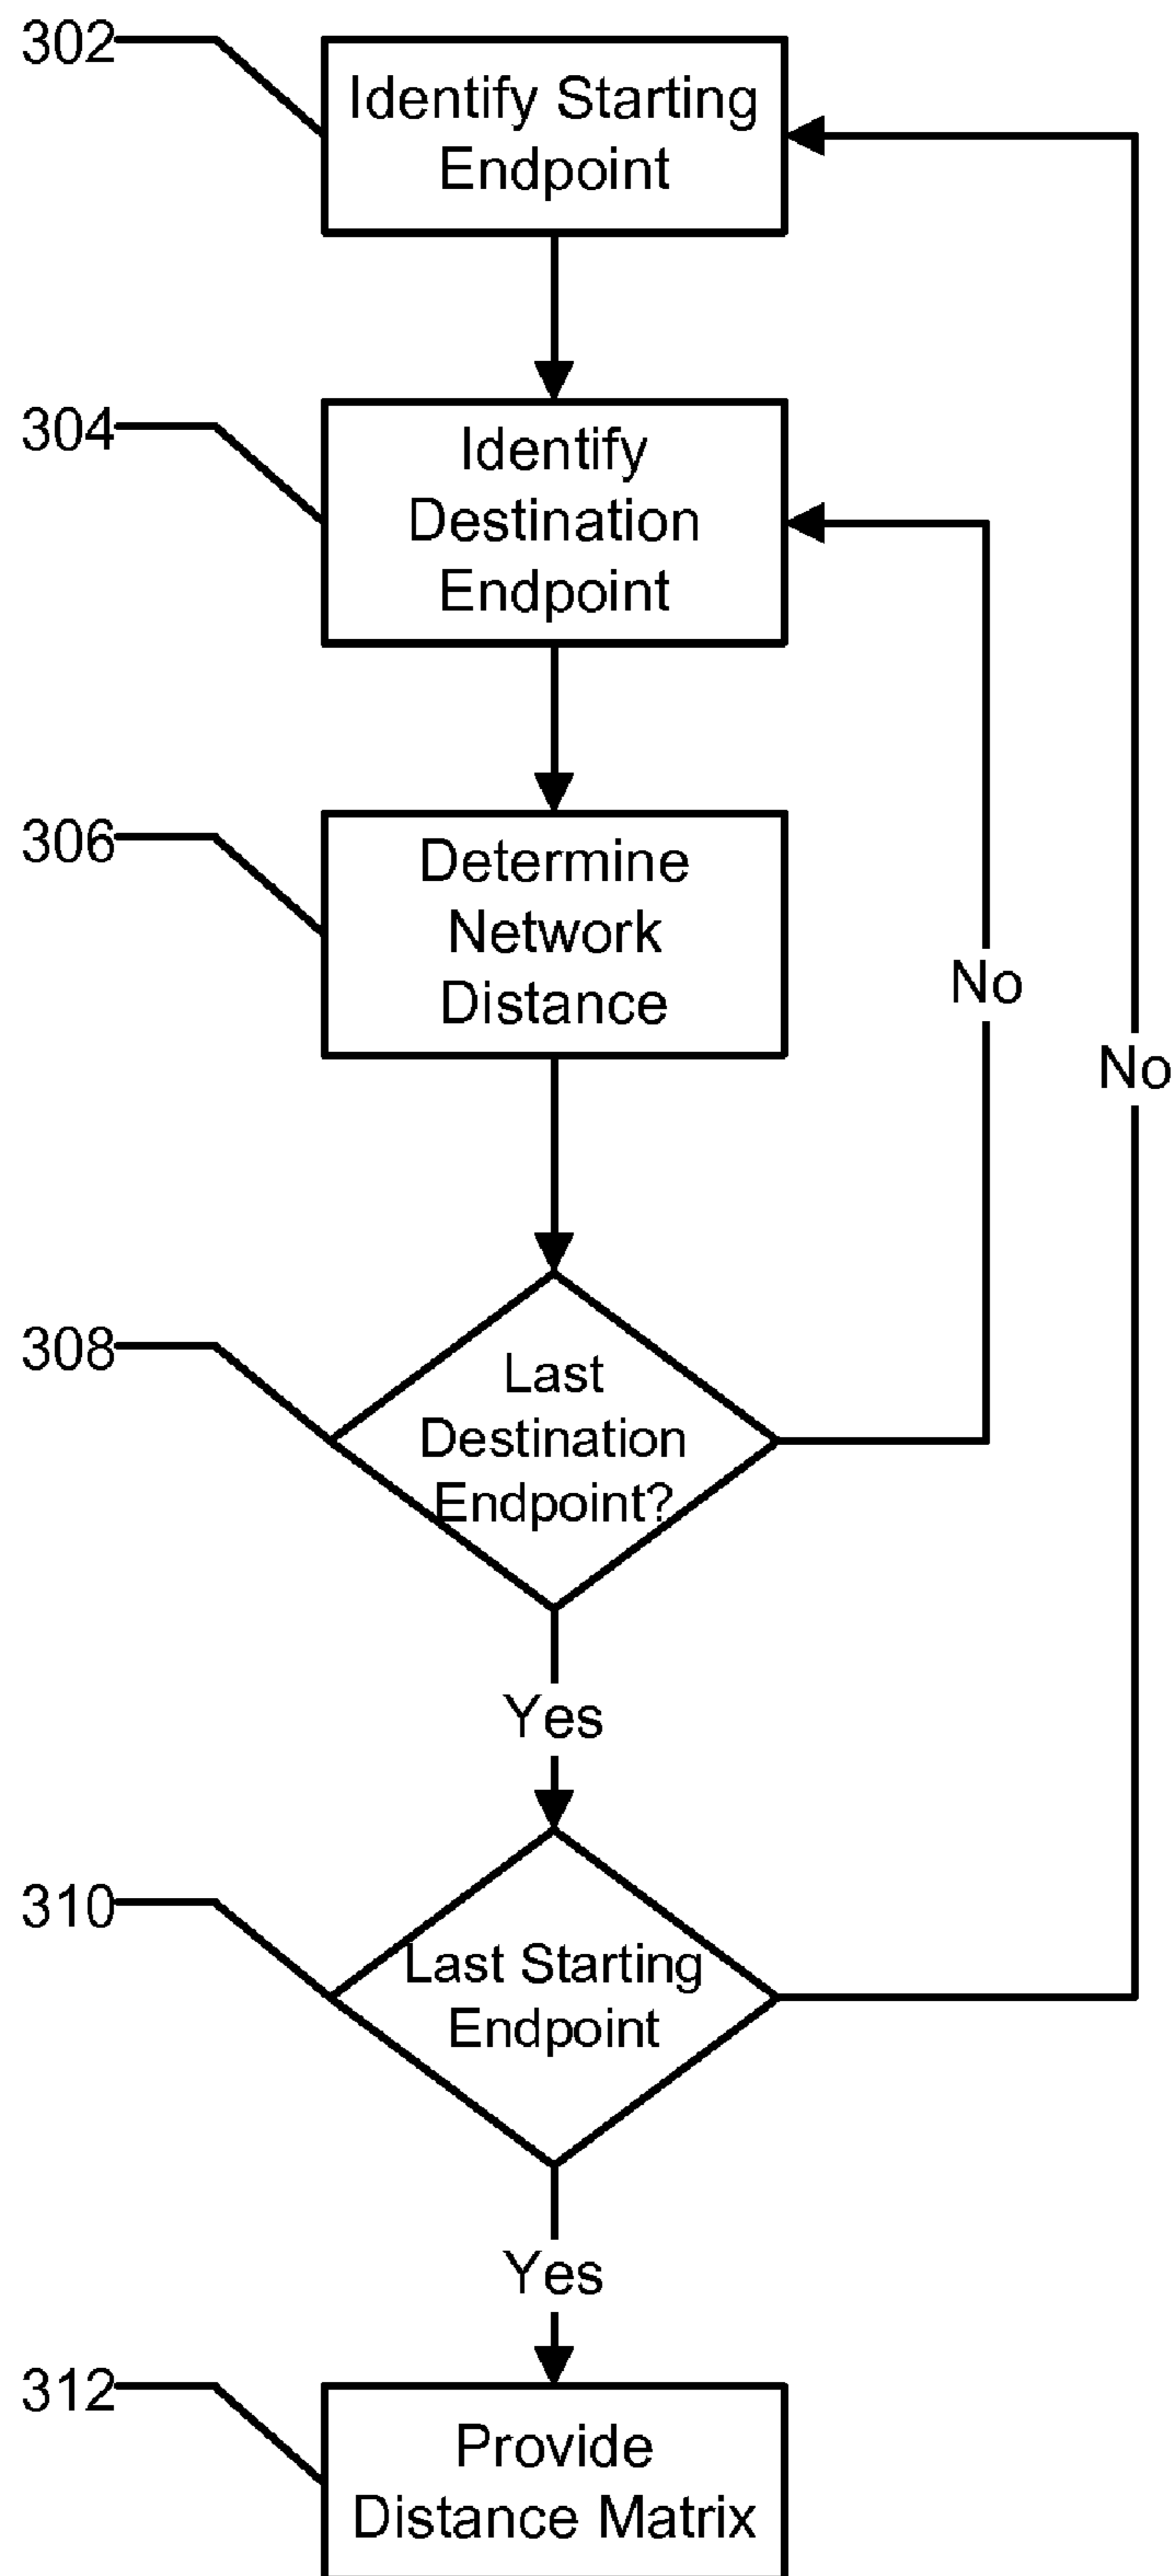 302
Identify Starting
Endpoint
304
Identify
Destination
Endpoint
306
Determine
Network
Distance
No
No
308
Last
Destination
Endpoint?
Yes
310
Last Starting
Endpoint
Yes
312
Provide
Distance Matrix